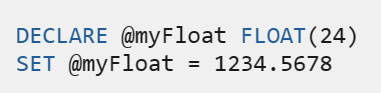 DECLARE @myFloat FLOAT(24)
SET @myFloat = 1234.5678